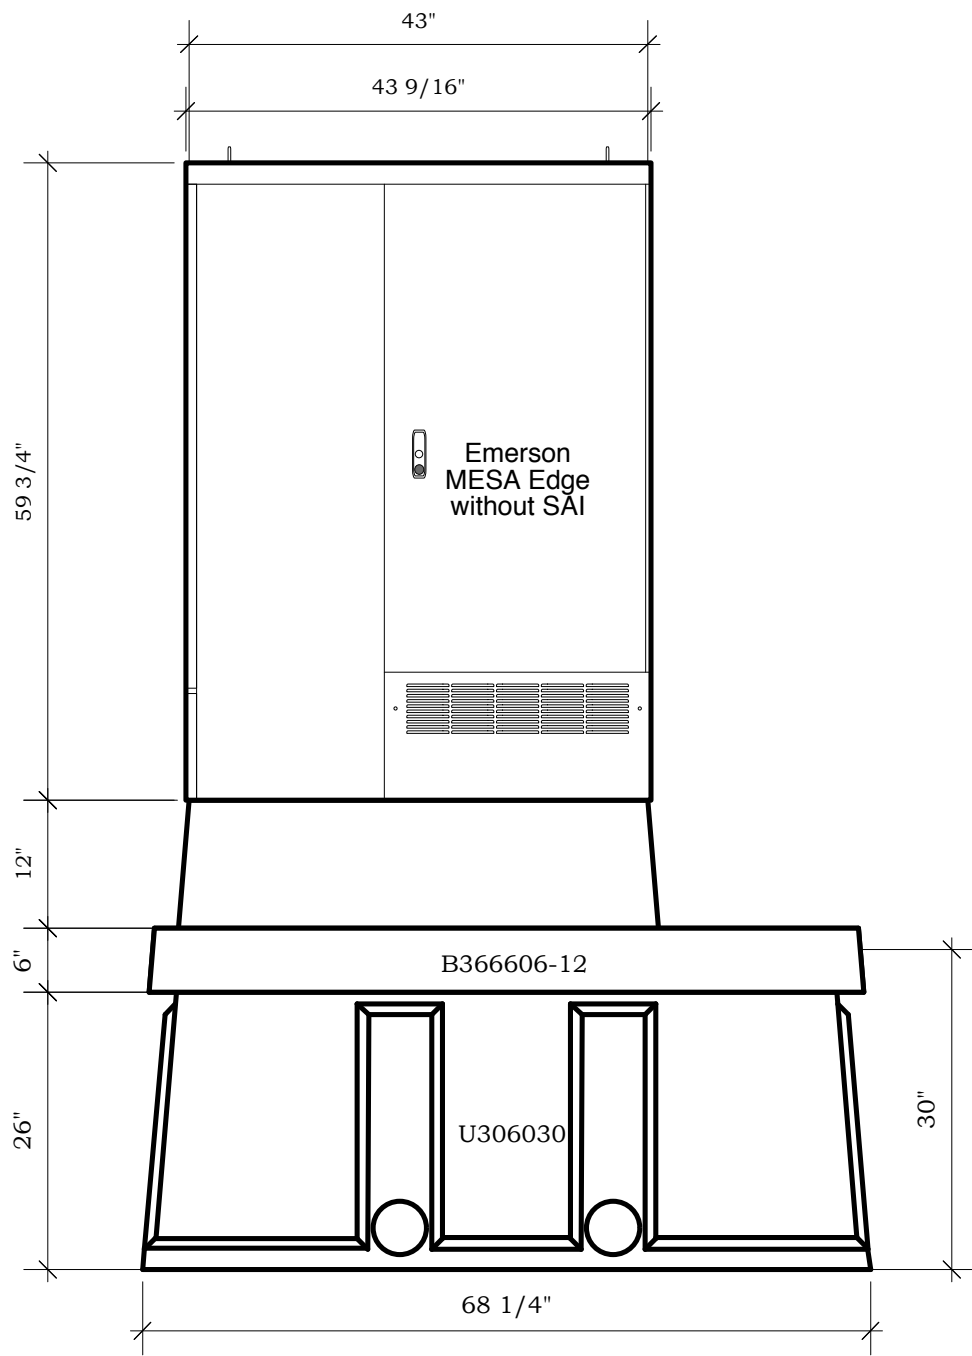 43"
43 9/16"
59 3/4"
Emerson
MESA Edge
without SAI
12"
6"
B366606-12
26"
U306030
30"
68 1/4"